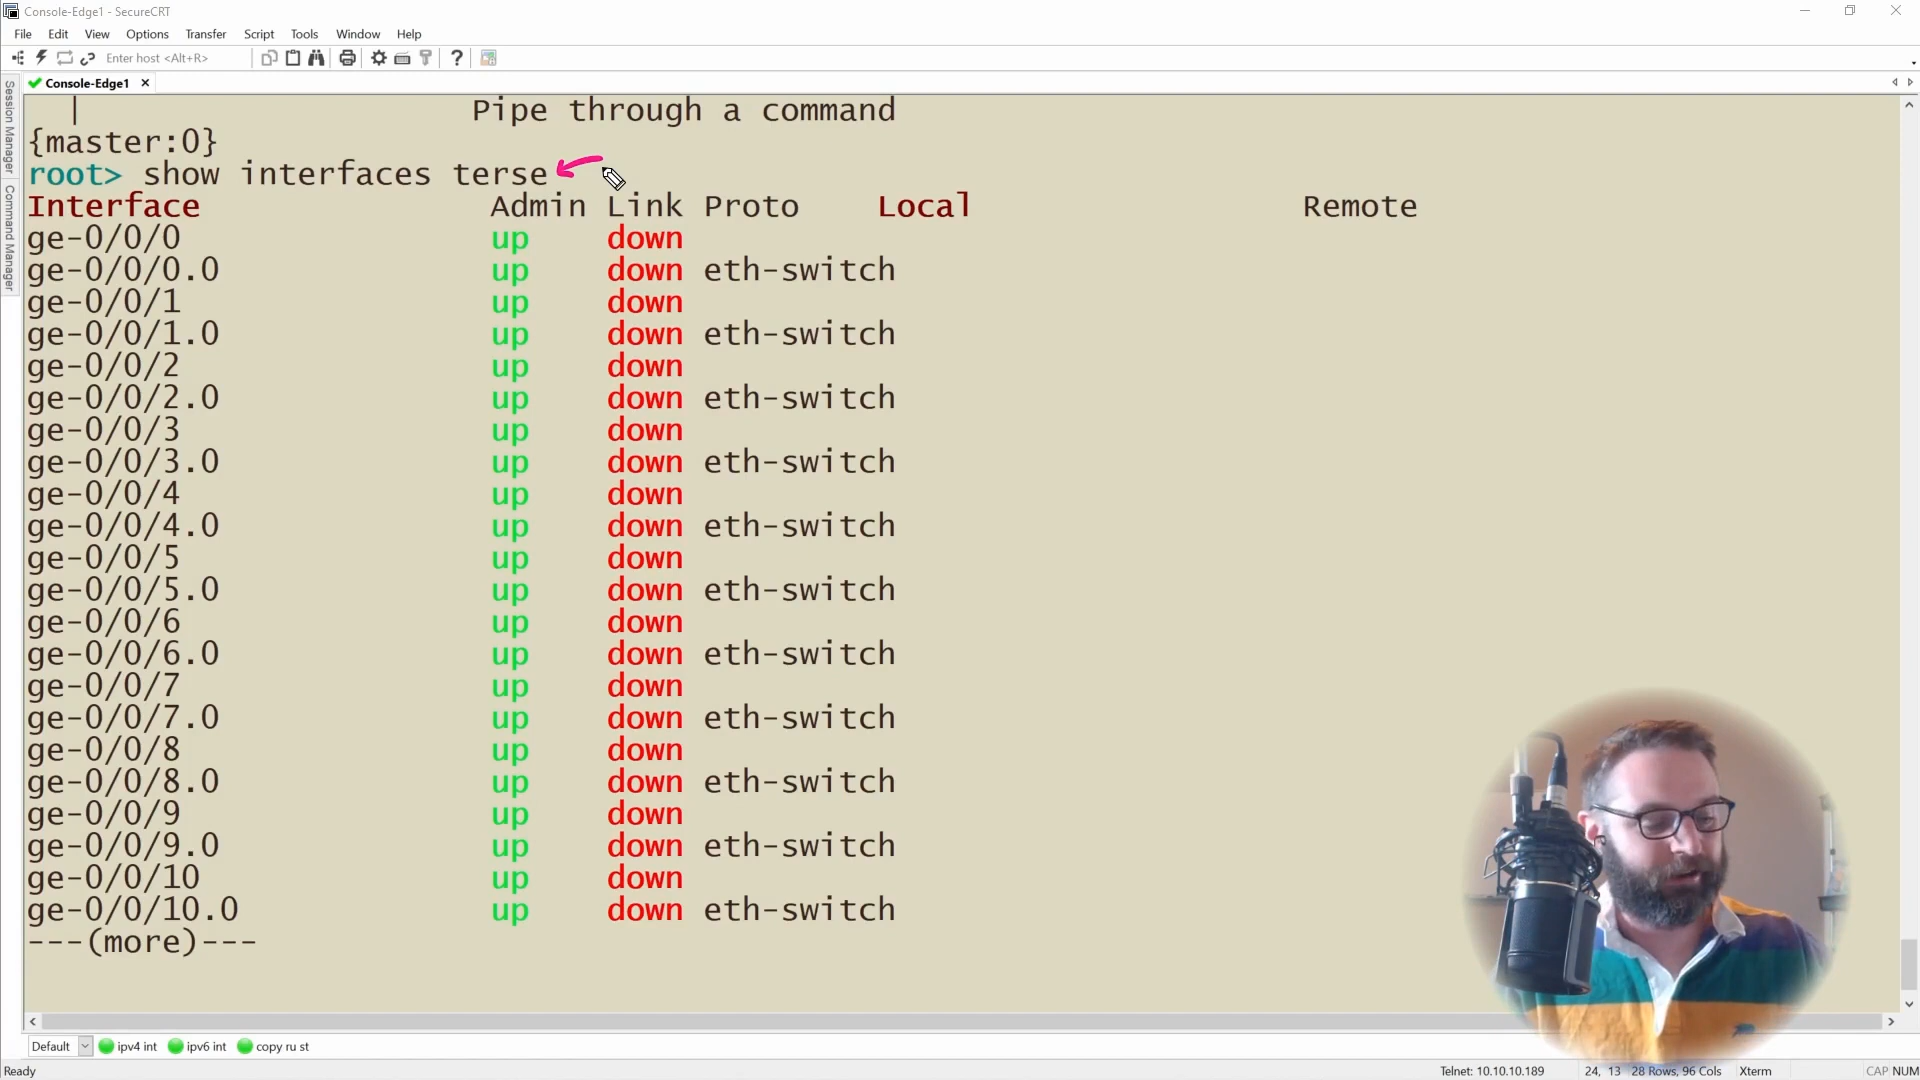 Console-Edge1 - SecureCRT
File Edit View Options Transfer Script Tools Window Help
Enter host <Alt+R>
Console-Edge1
Session Manager
Command Manager
| Pipe through a command
{master:0}
root> show interfaces terse
Interface Admin Link Proto Local Remote
ge-0/0/0 up down
ge-0/0/0.0 up down eth-switch
ge-0/0/1 up down
ge-0/0/1.0 up down eth-switch
ge-0/0/2 up down
ge-0/0/2.0 up down eth-switch
ge-0/0/3 up down
ge-0/0/3.0 up down eth-switch
ge-0/0/4 up down
ge-0/0/4.0 up down eth-switch
ge-0/0/5 up down
ge-0/0/5.0 up down eth-switch
ge-0/0/6 up down
ge-0/0/6.0 up down eth-switch
ge-0/0/7 up down
ge-0/0/7.0 up down eth-switch
ge-0/0/8 up down
ge-0/0/8.0 up down eth-switch
ge-0/0/9 up down
ge-0/0/9.0 up down eth-switch
ge-0/0/10 up down
ge-0/0/10.0 up down eth-switch
---(more)---
Default ipv4 int ipv6 int copy ru st
Ready Telnet: 10.10.10.189 24, 13 28 Rows, 96 Cols Xterm CAP NUM